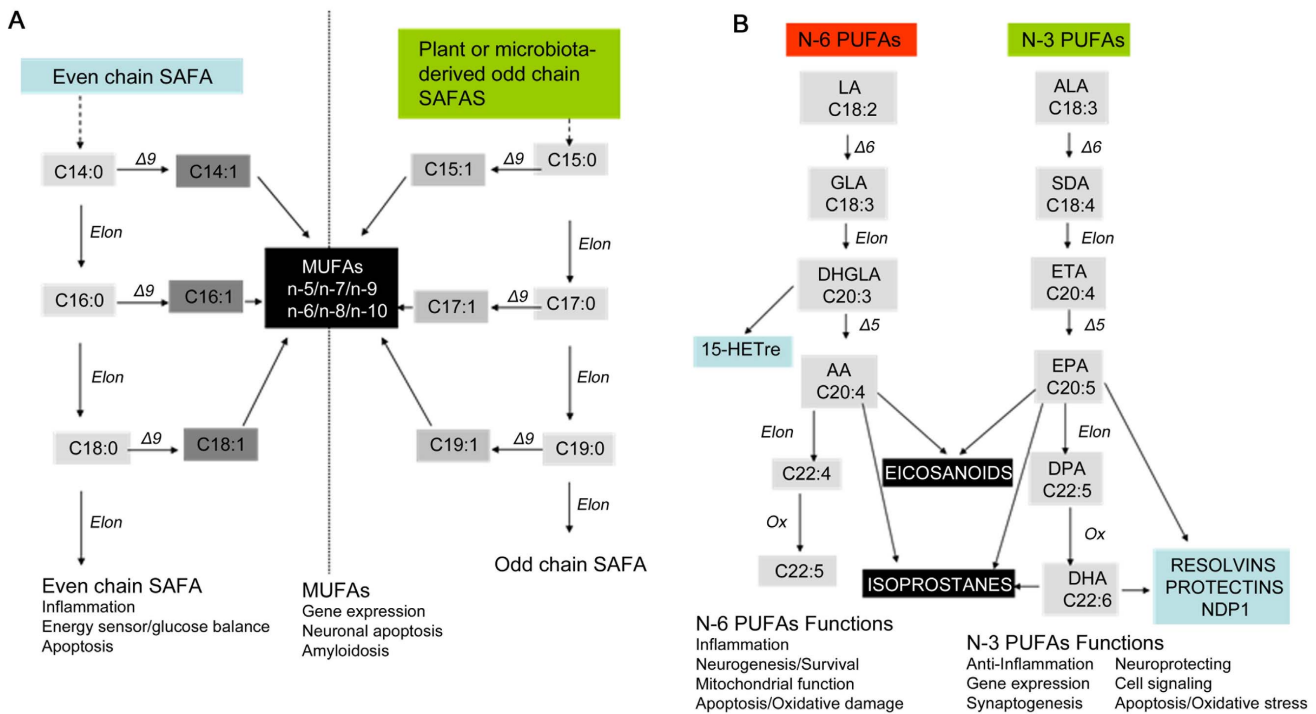 A
Even chain SAFA
Plant or microbiota-
derived odd chain
SAFAS
C14:0
Δ9
C14:1
C15:1
Δ9
C15:0
Elon
Elon
MUFAs
n-5/n-7/n-9
n-6/n-8/n-10
C16:0
Δ9
C16:1
C17:1
Δ9
C17:0
Elon
Elon
C18:0
Δ9
C18:1
C19:1
Δ9
C19:0
Elon
Elon
Odd chain SAFA
Even chain SAFA
Inflammation
Energy sensor/glucose balance
Apoptosis
MUFAs
Gene expression
Neuronal apoptosis
Amyloidosis
B
N-6 PUFAs
N-3 PUFAs
LA
C18:2
Δ6
GLA
C18:3
Elon
DHGLA
C20:3
Δ5
15-HETre
AA
C20:4
Elon
C22:4
Ox
C22:5
ALA
C18:3
Δ6
SDA
C18:4
Elon
ETA
C20:4
Δ5
EPA
C20:5
Elon
EICOSANOIDS
DPA
C22:5
Ox
ISOPROSTANES
DHA
C22:6
RESOLVINS
PROTECTINS
NDP1
N-6 PUFAs Functions
Inflammation
Neurogenesis/Survival
Mitochondrial function
Apoptosis/Oxidative damage
N-3 PUFAs Functions
Anti-Inflammation
Gene expression
Synaptogenesis
Neuroprotecting
Cell signaling
Apoptosis/Oxidative stress